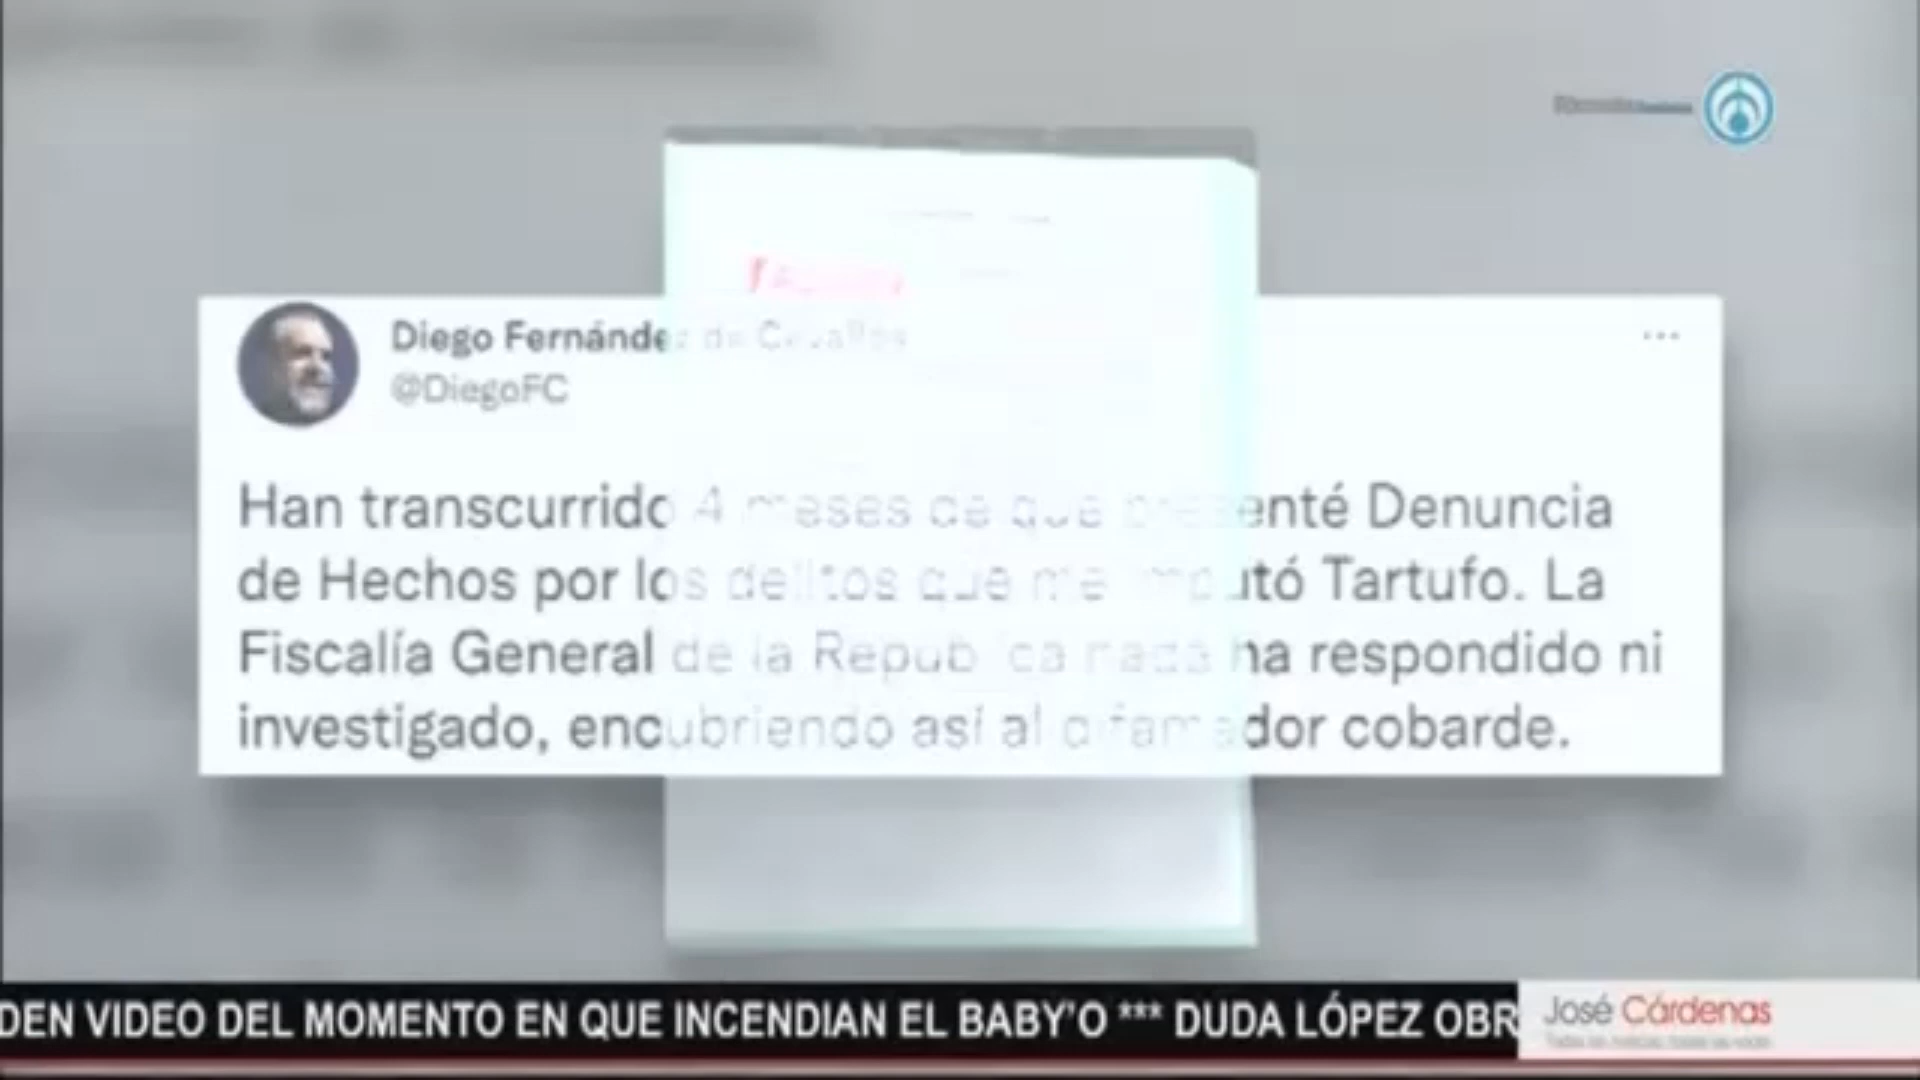 Diego Fernández de Cevallos
@DiegoFC
Han transcurrido 4 meses de que presenté Denuncia
de Hechos por los delitos que me imputó Tartufo. La
Fiscalía General de la República nada ha respondido ni
investigado, encubriendo así al difamador cobarde.
DEN VIDEO DEL MOMENTO EN QUE INCENDIAN EL BABY'O *** DUDA LÓPEZ OBR
José Cárdenas